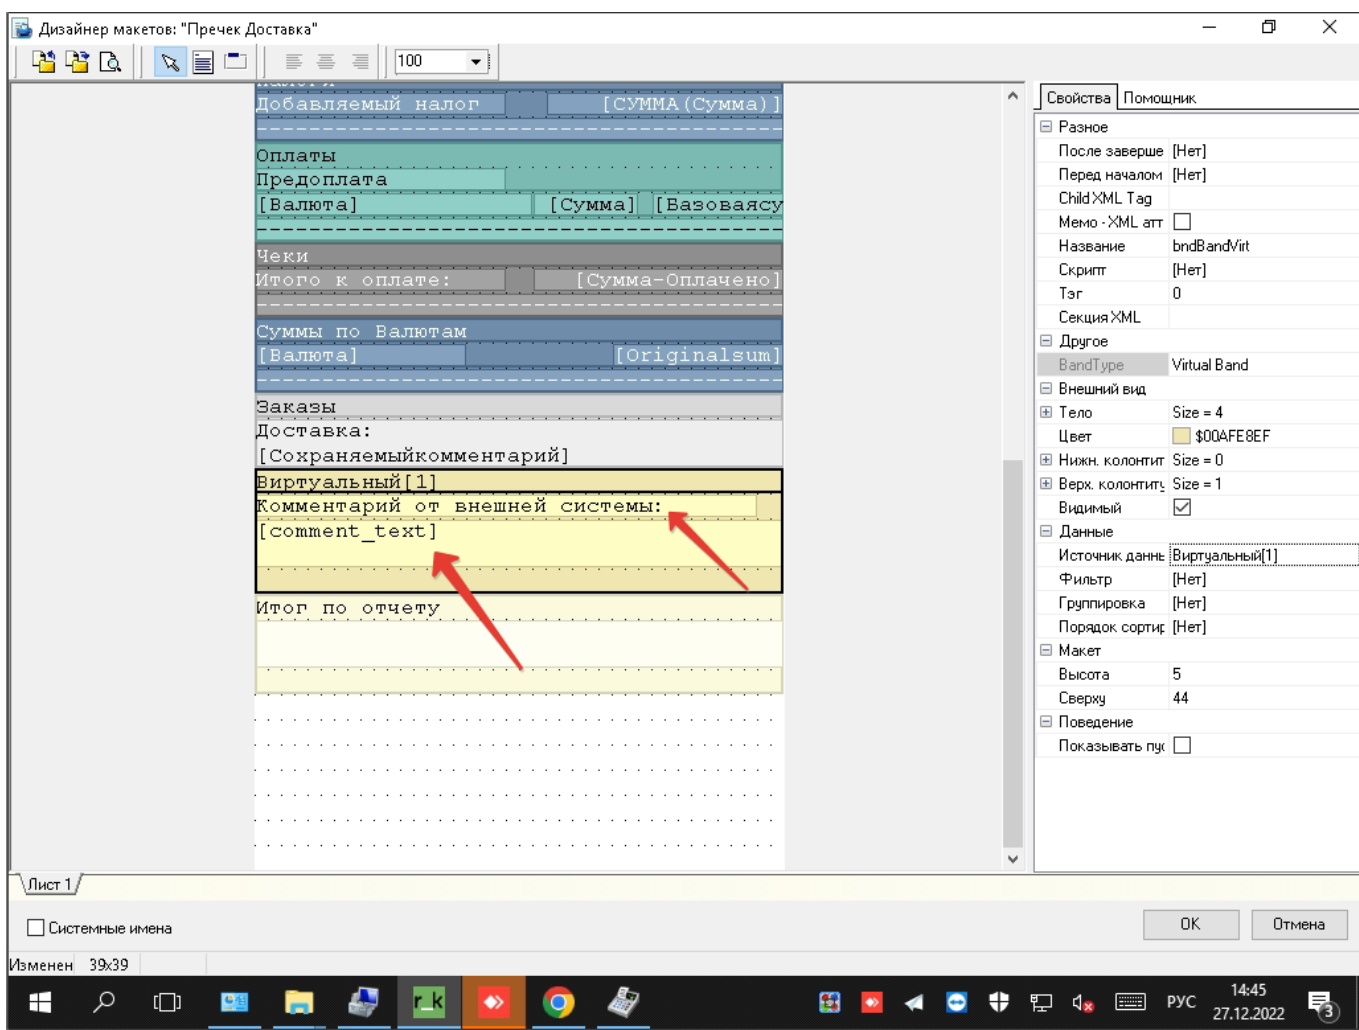 Дизайнер макетов: "Пречек Доставка"
100
Добавляемый налог [СУММА(Сумма)]
Оплаты
Предоплата
[Валюта] [Сумма] [Базоваясу
Чеки
Итого к оплате: [Сумма-Оплачено]
Суммы по Валютам
[Валюта] [Originalsum]
Заказы
Доставка:
[Сохраняемыйкомментарий]
Виртуальный[1]
Комментарий от внешней системы:
[comment_text]
Итог по отчету
Свойства Помощник
Разное
После заверше [Нет]
Перед началом [Нет]
Child XML Tag
Мемо - XML атт
Название bndBandVirt
Скрипт [Нет]
Тэг 0
Секция XML
Другое
BandType Virtual Band
Внешний вид
Тело Size = 4
Цвет $00AFE8EF
Нижн. колонтит Size = 0
Верх. колонтиту Size = 1
Видимый
Данные
Источник даннь Виртуальный[1]
Фильтр [Нет]
Группировка [Нет]
Порядок сортир [Нет]
Макет
Высота 5
Сверху 44
Поведение
Показывать пус
Лист 1
Системные имена
OK Отмена
Изменен 39x39
r_k
РУС
14:45
27.12.2022
3